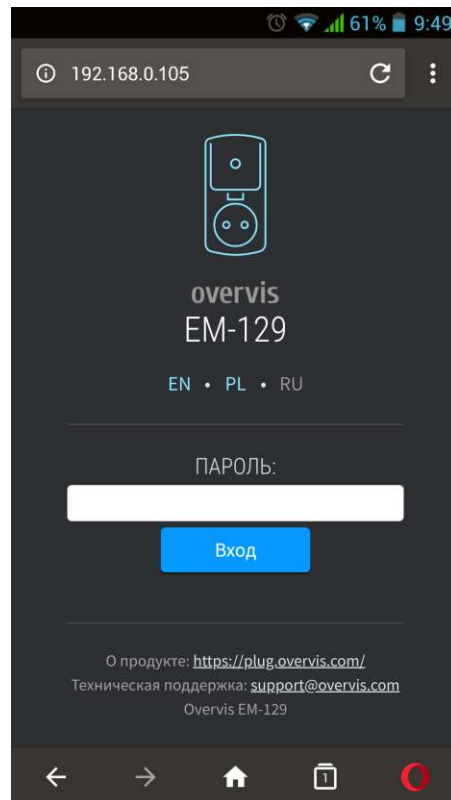 61% 9:49
192.168.0.105
overvis
EM-129
EN • PL • RU
ПАРОЛЬ:
Вход
О продукте: https://plug.overvis.com/
Техническая поддержка: support@overvis.com
Overvis EM-129
1